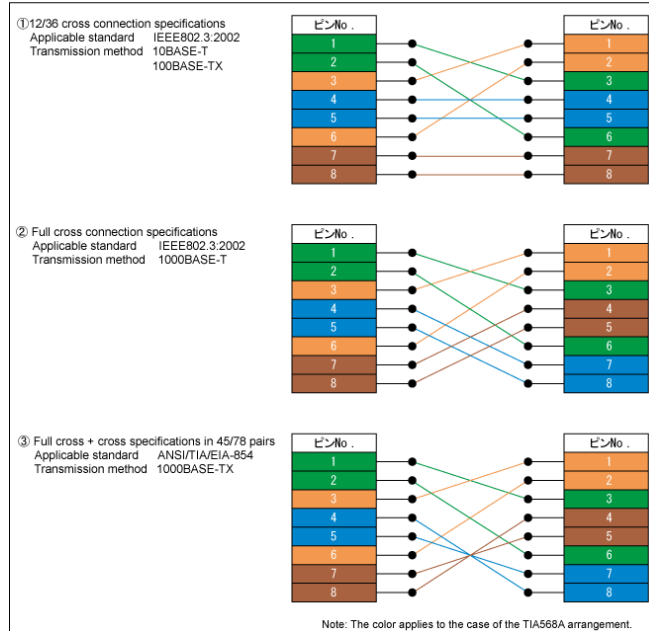 ①12/36 cross connection specifications
Applicable standard IEEE802.3:2002
Transmission method 10BASE-T
100BASE-TX
ピンNo.
1
2
3
4
5
6
7
8
ピンNo.
1
2
3
4
5
6
7
8
② Full cross connection specifications
Applicable standard IEEE802.3:2002
Transmission method 1000BASE-T
ピンNo.
1
2
3
4
5
6
7
8
ピンNo.
1
2
3
4
5
6
7
8
③ Full cross + cross specifications in 45/78 pairs
Applicable standard ANSI/TIA/EIA-854
Transmission method 1000BASE-TX
ピンNo.
1
2
3
4
5
6
7
8
ピンNo.
1
2
3
4
5
6
7
8
Note: The color applies to the case of the TIA568A arrangement.